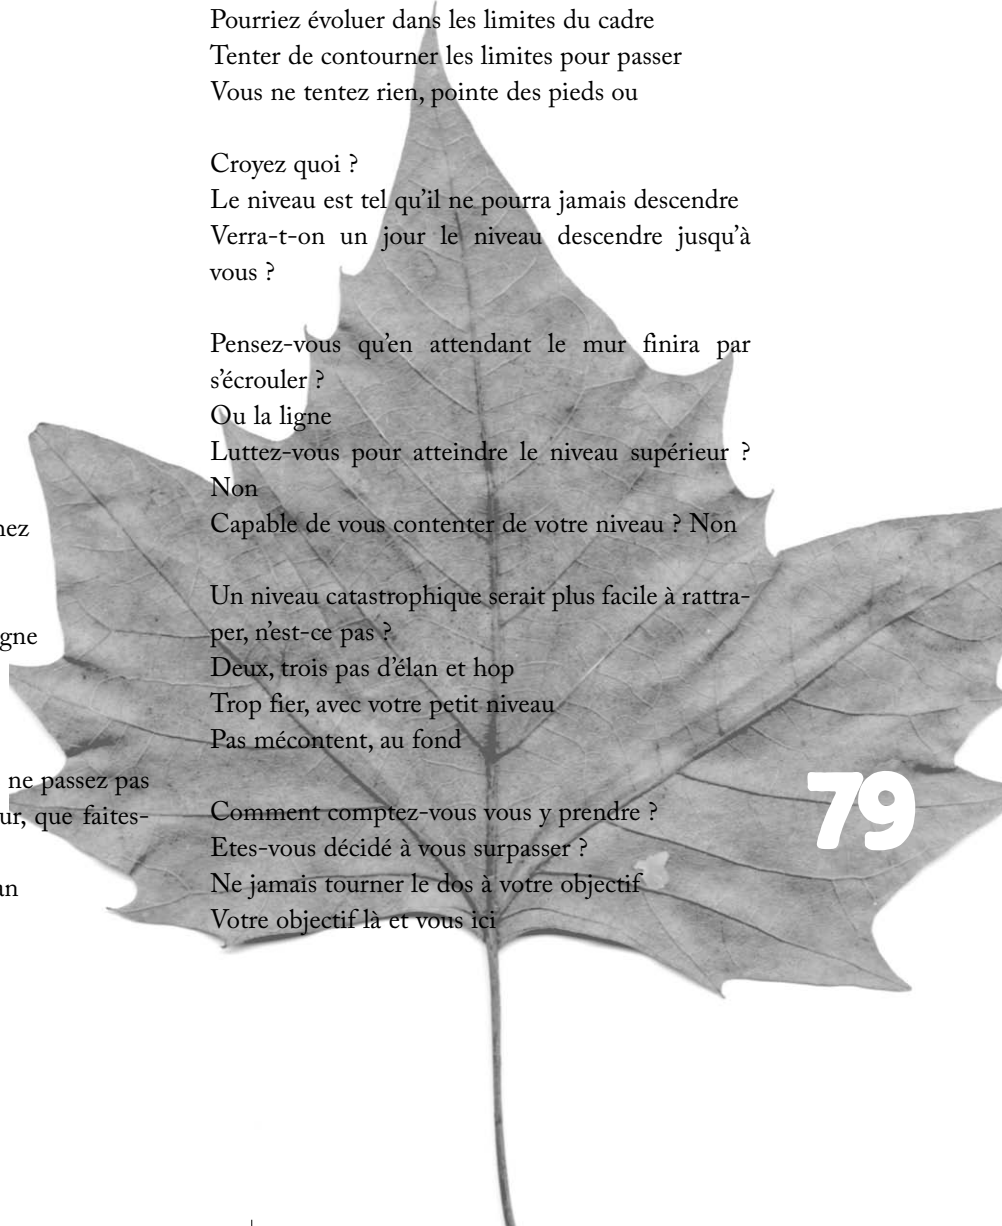 gne
ne passez pas
que faites-
Pourriez évoluer dans les limites du cadre
Tenter de contourner les limites pour passer
Vous ne tentez rien, pointe des pieds ou
Croyez quoi ?
Le niveau est tel qu’il ne pourra jamais descendre
Verra-t-on un jour le niveau descendre jusqu’à
vous ?
Pensez-vous qu’en attendant le mur finira par
s’écrouler ?
Ou la ligne
Luttez-vous pour atteindre le niveau supérieur ?
Non
Capable de vous contenter de votre niveau ? Non
Un niveau catastrophique serait plus facile à rattra-
per, n’est-ce pas ?
Deux, trois pas d’élan et hop
Trop fier, avec votre petit niveau
Pas mécontent, au fond
Comment comptez-vous vous y prendre ?
Etes-vous décidé à vous surpasser ?
Ne jamais tourner le dos à votre objectif
Votre objectif là et vous ici
79